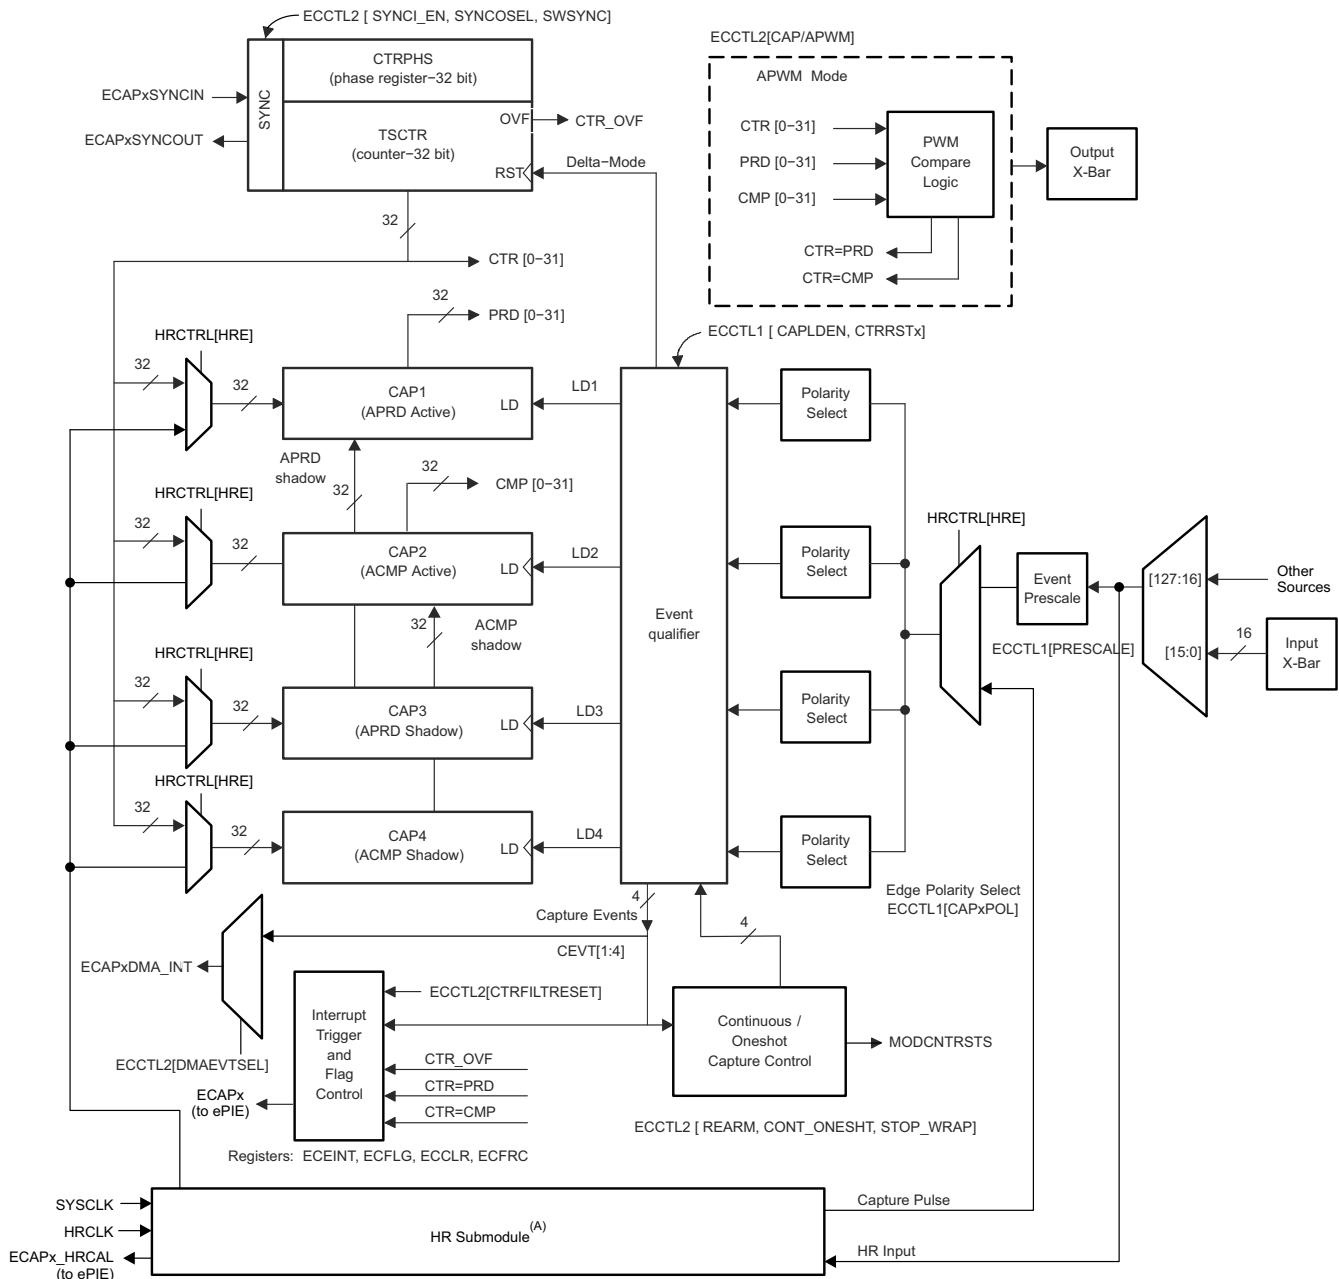 ECCTL2 [ SYNCI_EN, SYNCOSEL, SWSYNC]
SYNC
CTRPHS
(phase register−32 bit)
TSCTR
(counter−32 bit)
OVF
RST
ECAPxSYNCIN
ECAPxSYNCOUT
CTR_OVF
Delta−Mode
ECCTL2[CAP/APWM]
APWM Mode
CTR [0−31]
PRD [0−31]
CMP [0−31]
PWM
Compare
Logic
CTR=PRD
CTR=CMP
Output
X-Bar
32
CTR [0−31]
32
PRD [0−31]
ECCTL1 [ CAPLDEN, CTRRSTx]
HRCTRL[HRE]
32
32
CAP1
(APRD Active)
LD
LD1
Polarity
Select
APRD
shadow
32
32
CMP [0−31]
HRCTRL[HRE]
32
32
CAP2
(ACMP Active)
LD
LD2
Polarity
Select
Event
qualifier
HRCTRL[HRE]
Event
Prescale
ECCTL1[PRESCALE]
[127:16]
[15:0]
Other
Sources
16
Input
X-Bar
32
ACMP
shadow
HRCTRL[HRE]
32
32
CAP3
(APRD Shadow)
LD
LD3
Polarity
Select
HRCTRL[HRE]
32
32
CAP4
(ACMP Shadow)
LD
LD4
Polarity
Select
Edge Polarity Select
ECCTL1[CAPxPOL]
4
Capture Events
CEVT[1:4]
4
ECAPxDMA_INT
ECCTL2[DMAEVTSEL]
Interrupt
Trigger
and
Flag
Control
ECCTL2[CTRFILTRESET]
CTR_OVF
CTR=PRD
CTR=CMP
ECAPx
(to ePIE)
Continuous /
Oneshot
Capture Control
MODCNTRSTS
ECCTL2 [ REARM, CONT_ONESHT, STOP_WRAP]
Registers: ECEINT, ECFLG, ECCLR, ECFRC
SYSCLK
HRCLK
ECAPx_HRCAL
(to ePIE)
HR Submodule(A)
Capture Pulse
HR Input